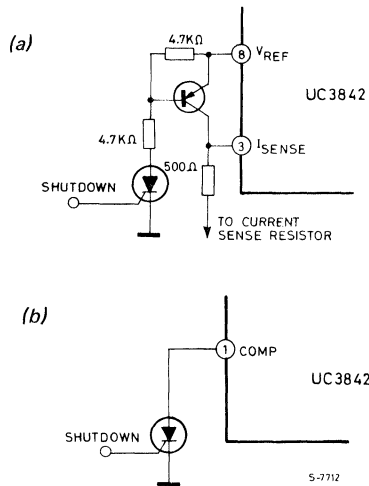 (a)
4.7KΩ
8 VREF
UC3842
4.7KΩ
3 ISENSE
500Ω
SHUTDOWN
TO CURRENT
SENSE RESISTOR
(b)
1 COMP
UC3842
SHUTDOWN
S-7712